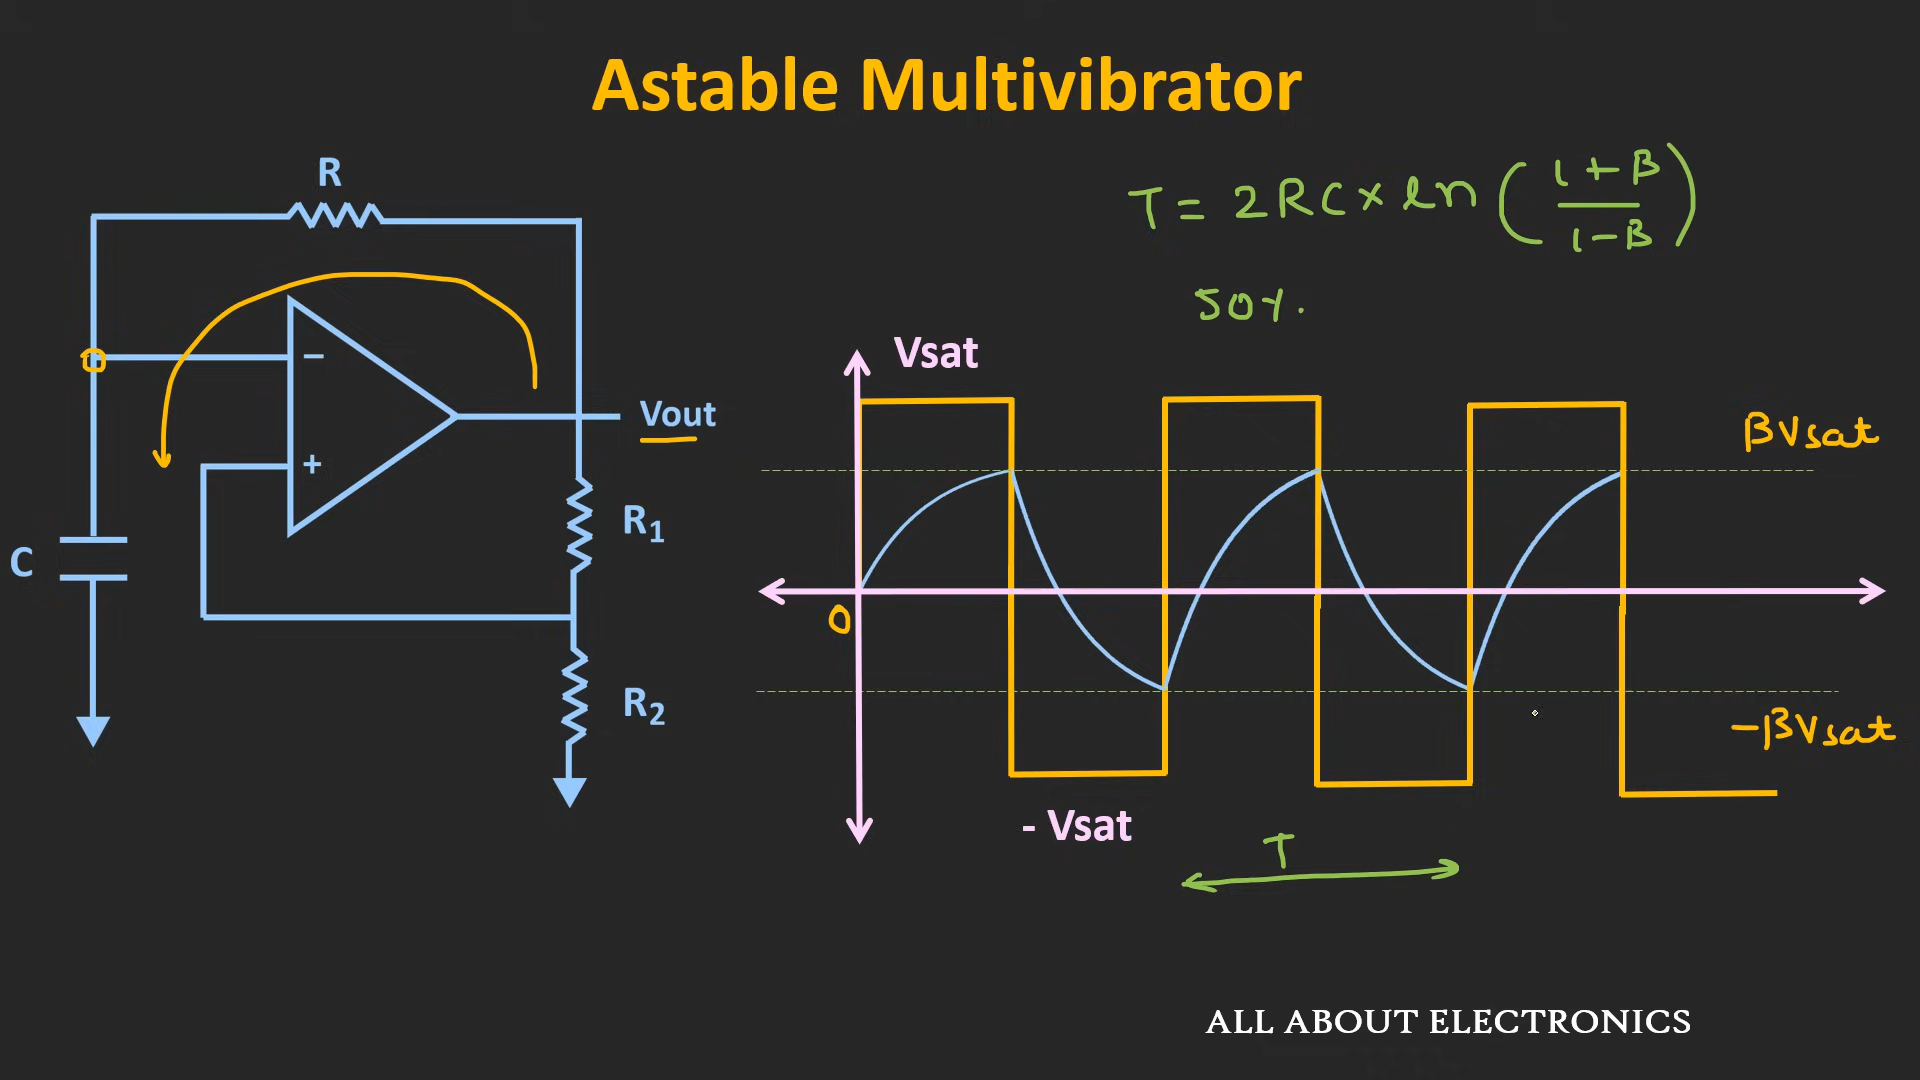 Astable Multivibrator
R
T = 2RC × ln (1+β / 1-β)
50%.
Vsat
−
Vout
βVsat
+
R1
C
0
R2
-βVsat
- Vsat
T
ALL ABOUT ELECTRONICS